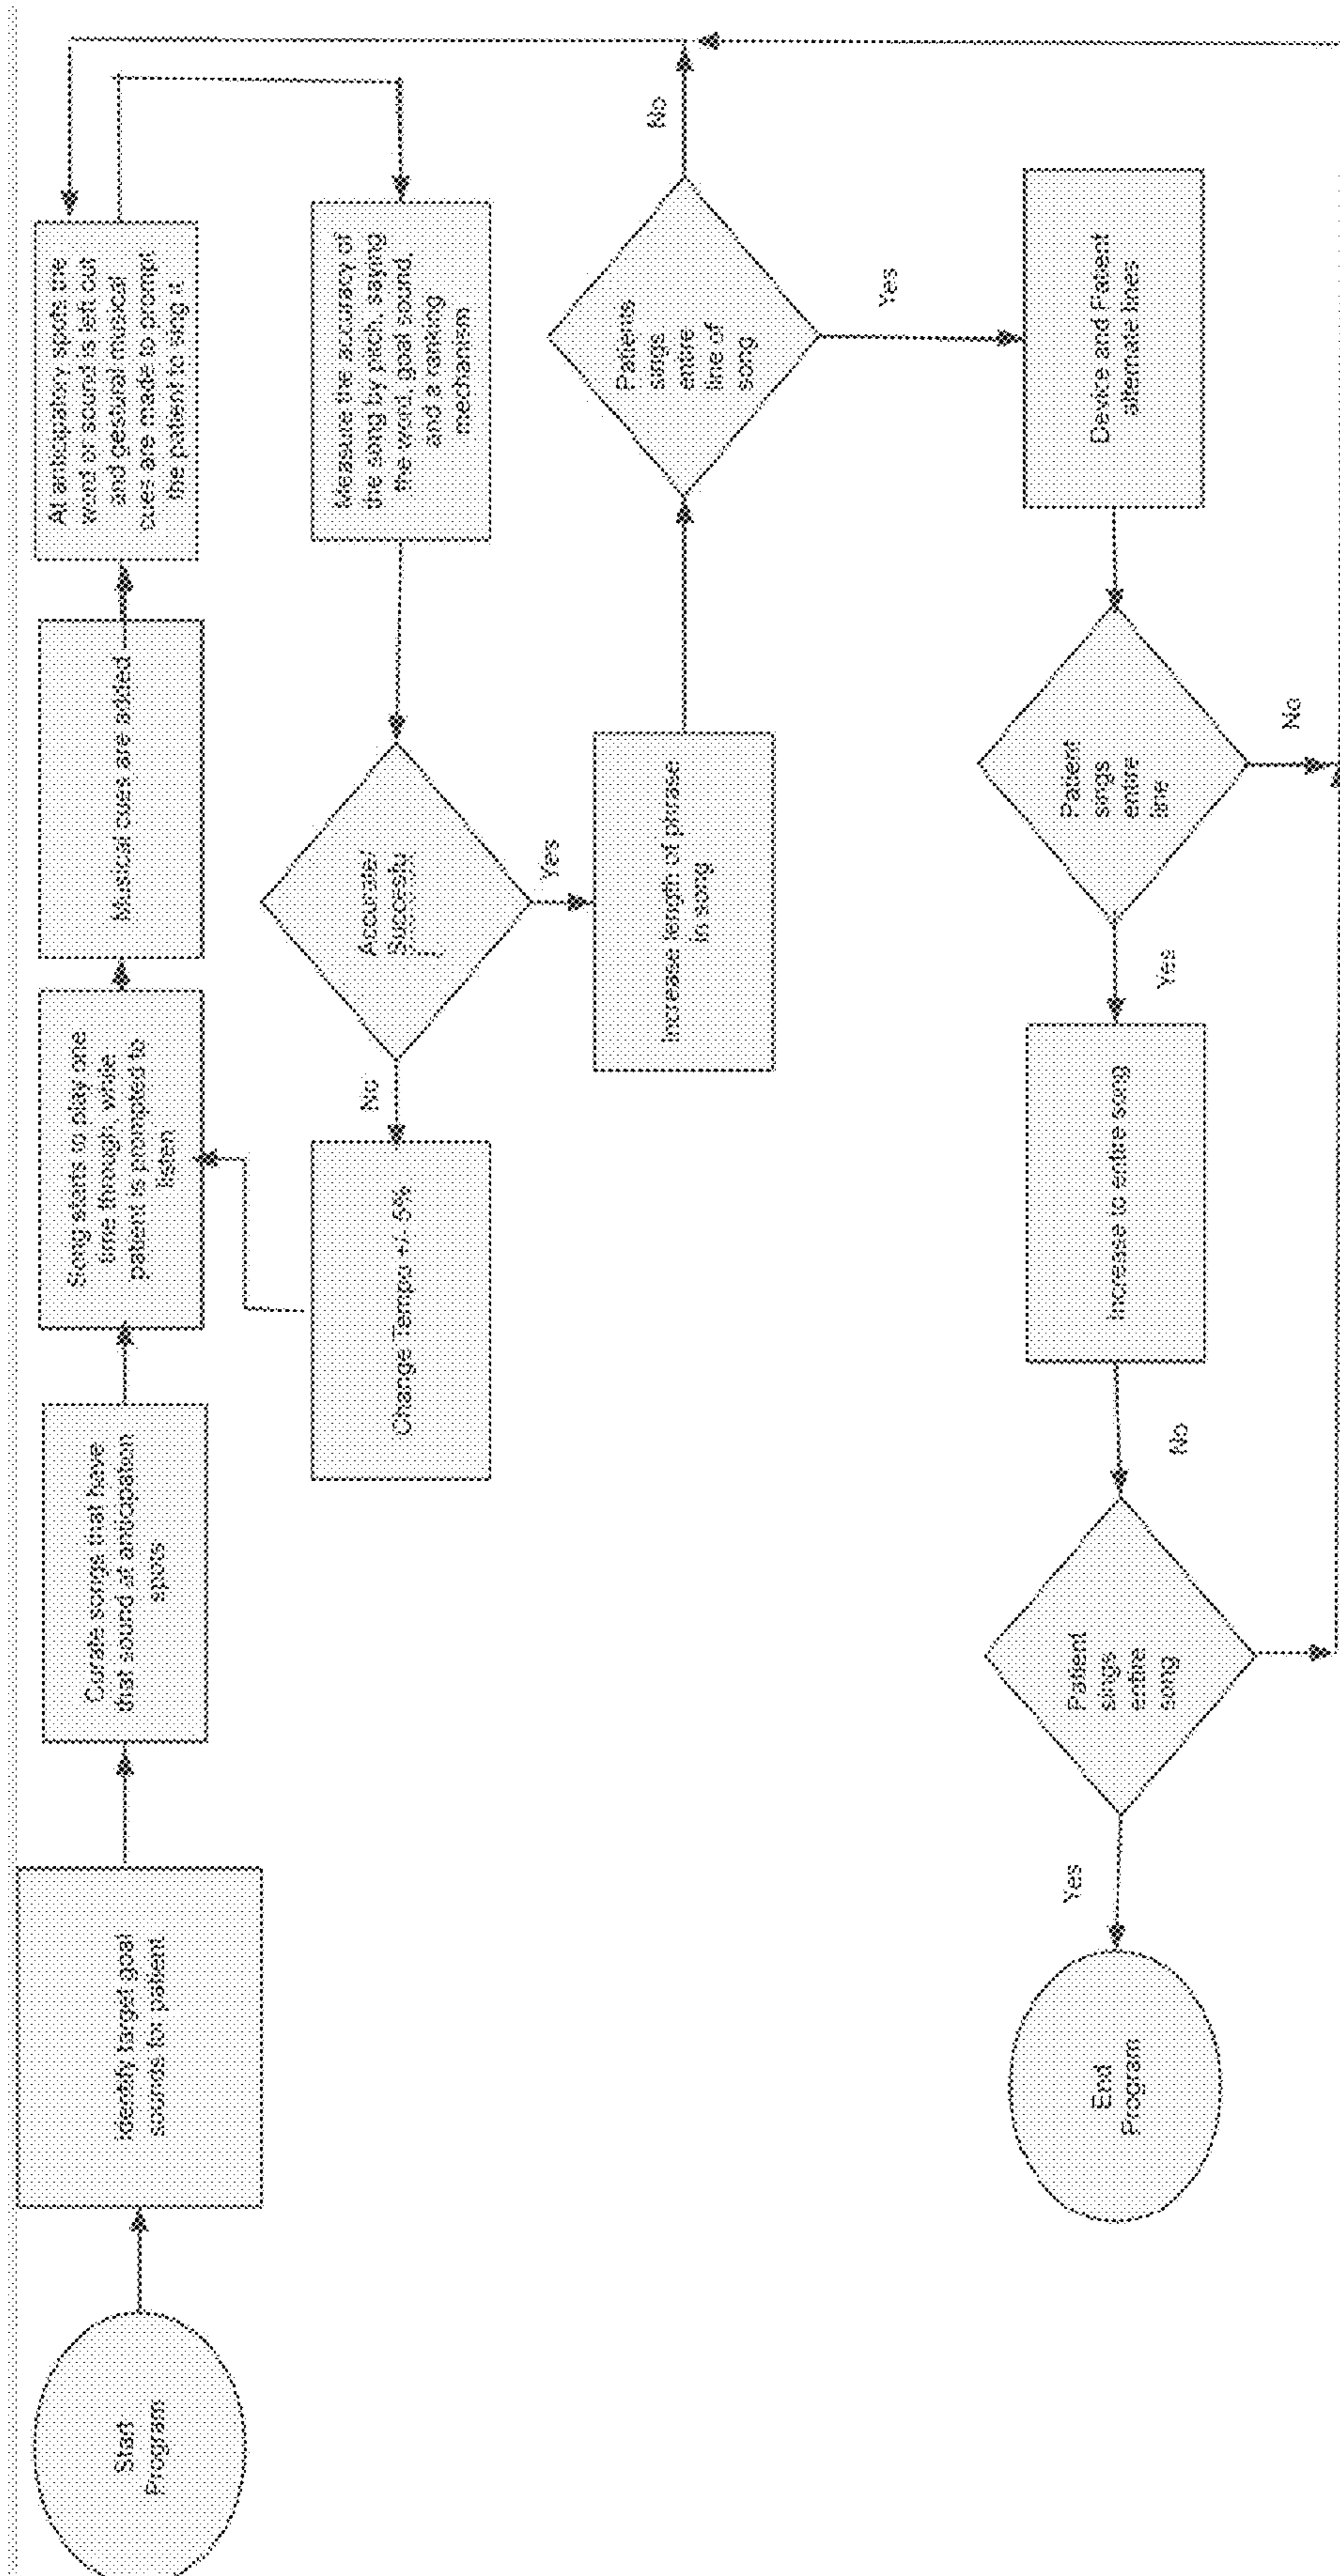 Start
Program
Identify target goal
sounds for patient
Curate songs that have
that sound at anticipation
spots
Song starts to play one
time through, while
patient is prompted to
listen
Musical cues are added
At anticipatory spots the
word or sound is left out
and gestural musical
cues are made to prompt
the patient to sing it.
Measure the accuracy of
the song by pitch, saying
the word, goal sound
and a ranking
mechanism
Accurate/
Successfu
l
No
Change Tempo +/- 5%
Yes
Increase length of phrase
in song
Patients
sings
entire
line of
song
No
Yes
Device and Patient
alternate lines
Patient
sings
entire
line
No
Yes
Increase to entire song
No
Patient
sings
entire
song
Yes
End
Program